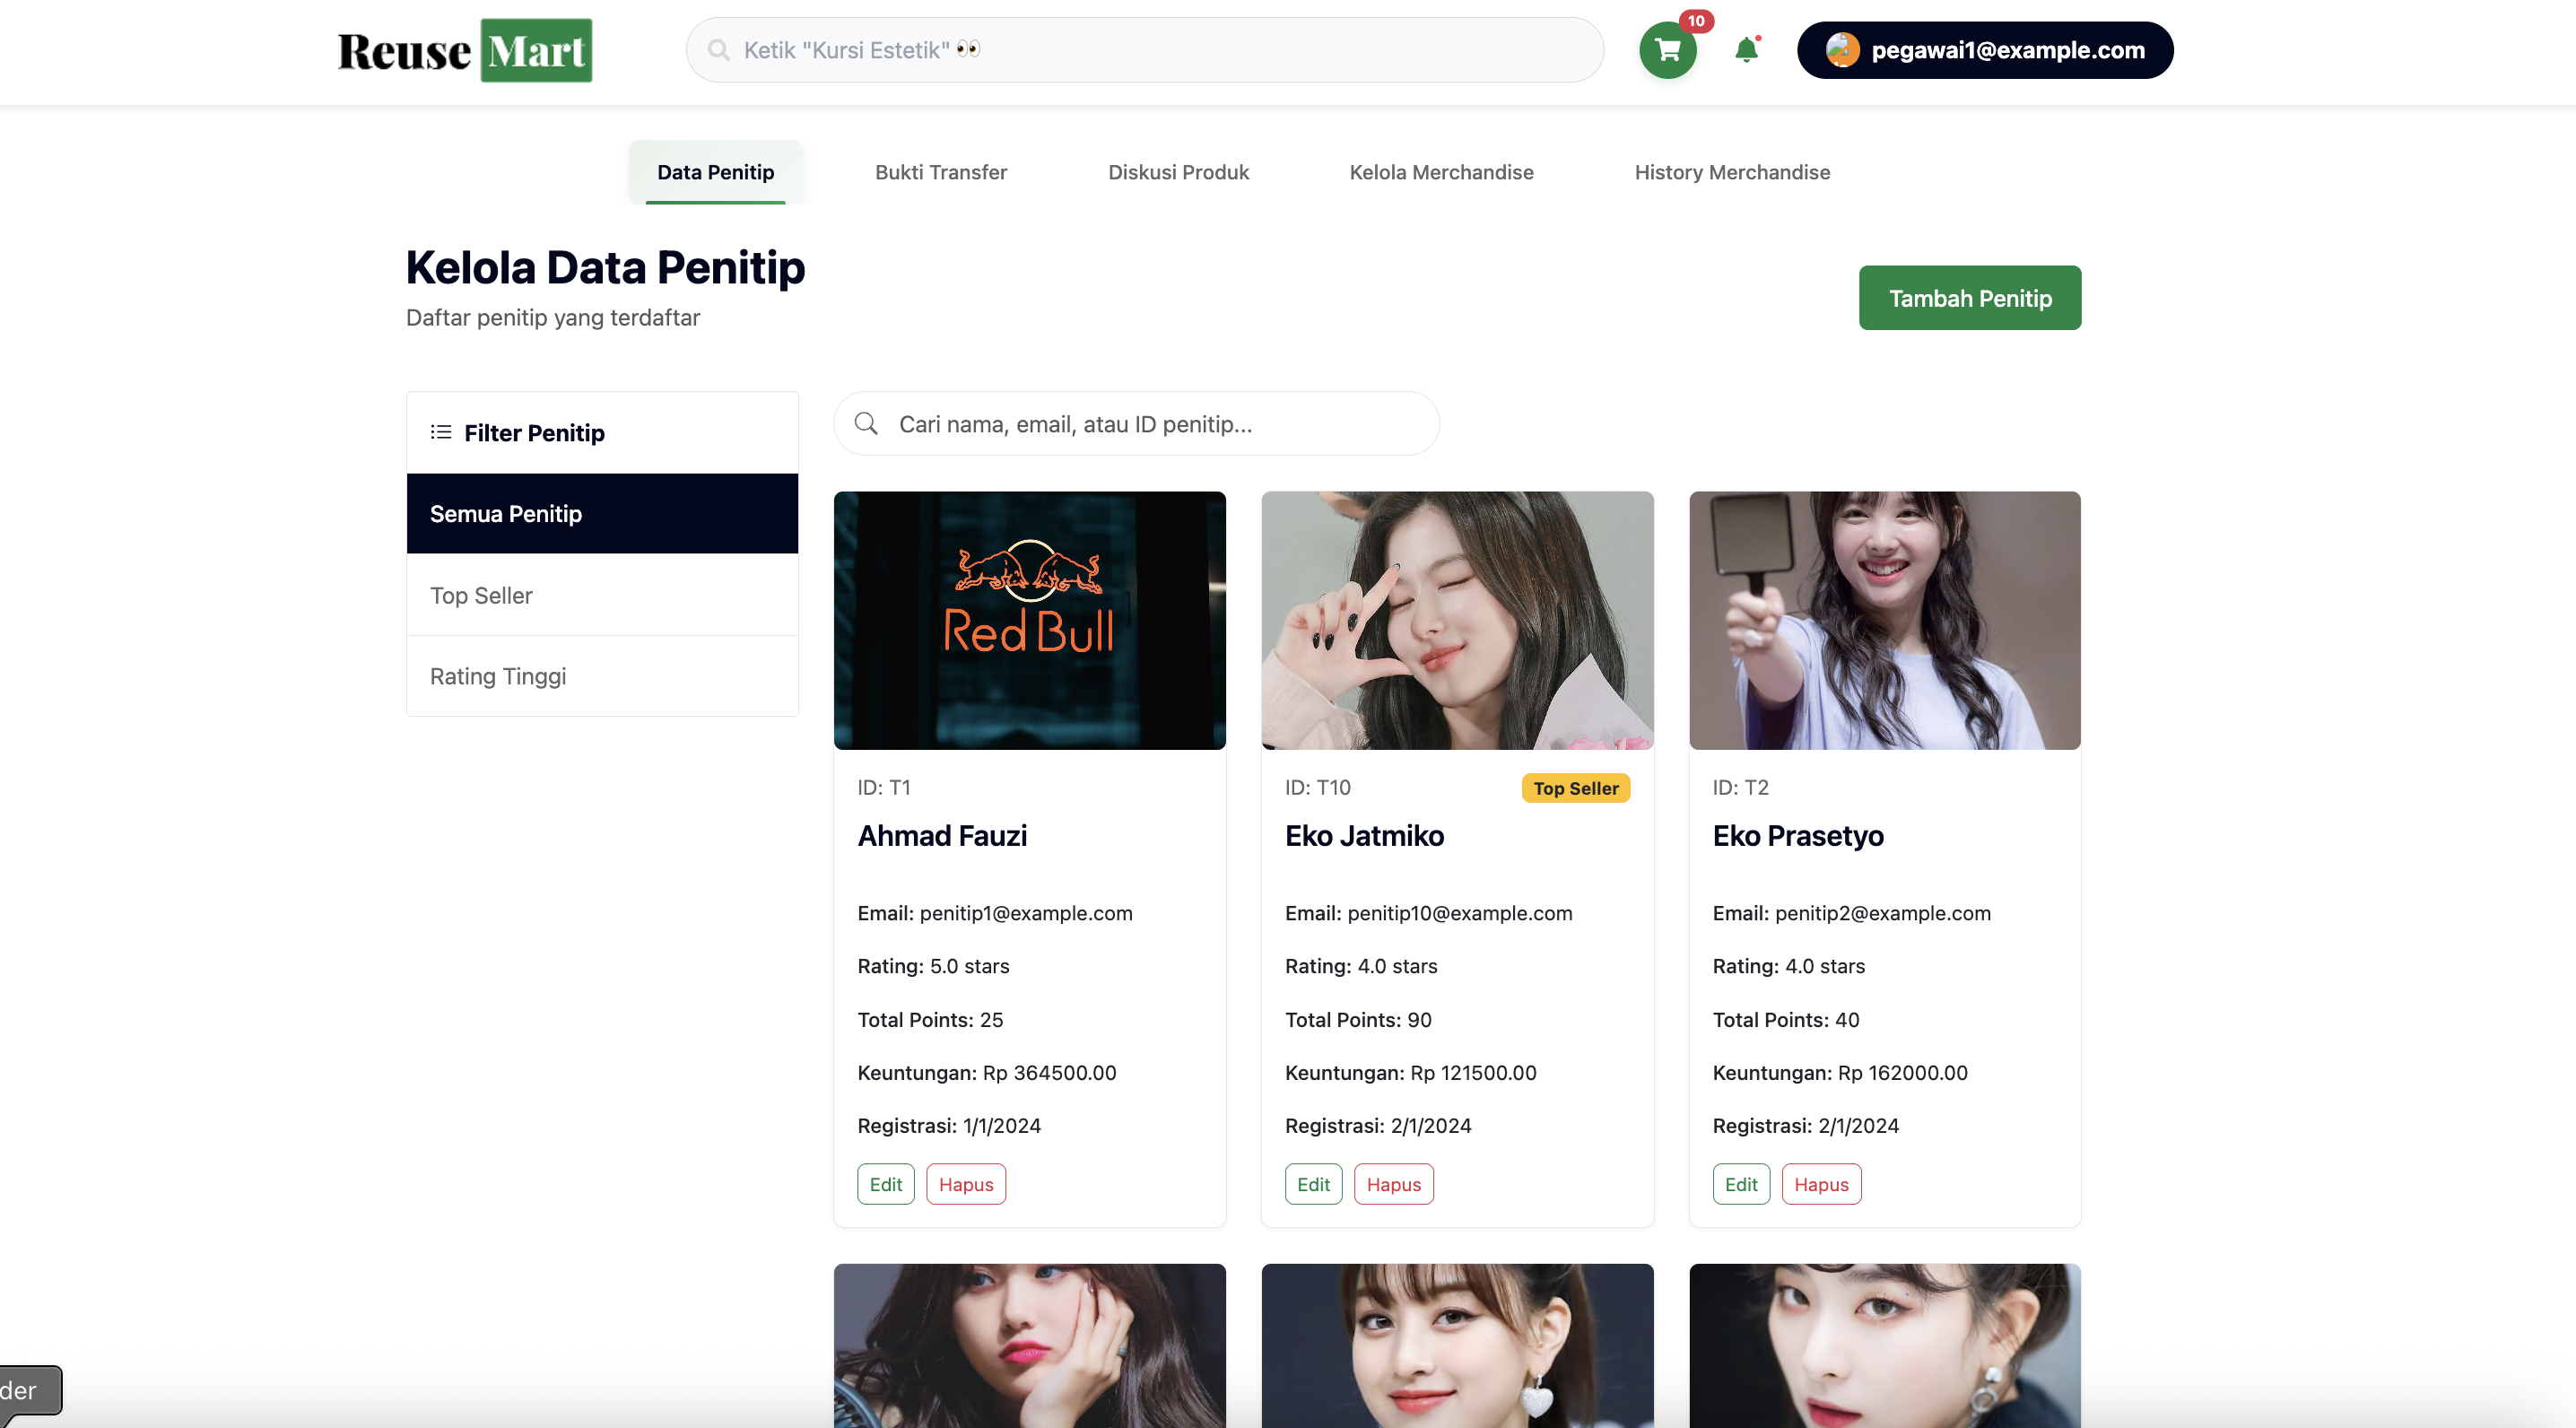 Reuse Mart
Ketik "Kursi Estetik" 👀
10
pegawai1@example.com
Data Penitip
Bukti Transfer
Diskusi Produk
Kelola Merchandise
History Merchandise
Kelola Data Penitip
Daftar penitip yang terdaftar
Tambah Penitip
Filter Penitip
Semua Penitip
Top Seller
Rating Tinggi
Cari nama, email, atau ID penitip...
Red Bull
ID: T1
Ahmad Fauzi
Email: penitip1@example.com
Rating: 5.0 stars
Total Points: 25
Keuntungan: Rp 364500.00
Registrasi: 1/1/2024
Edit
Hapus
ID: T10
Top Seller
Eko Jatmiko
Email: penitip10@example.com
Rating: 4.0 stars
Total Points: 90
Keuntungan: Rp 121500.00
Registrasi: 2/1/2024
Edit
Hapus
ID: T2
Eko Prasetyo
Email: penitip2@example.com
Rating: 4.0 stars
Total Points: 40
Keuntungan: Rp 162000.00
Registrasi: 2/1/2024
Edit
Hapus
der